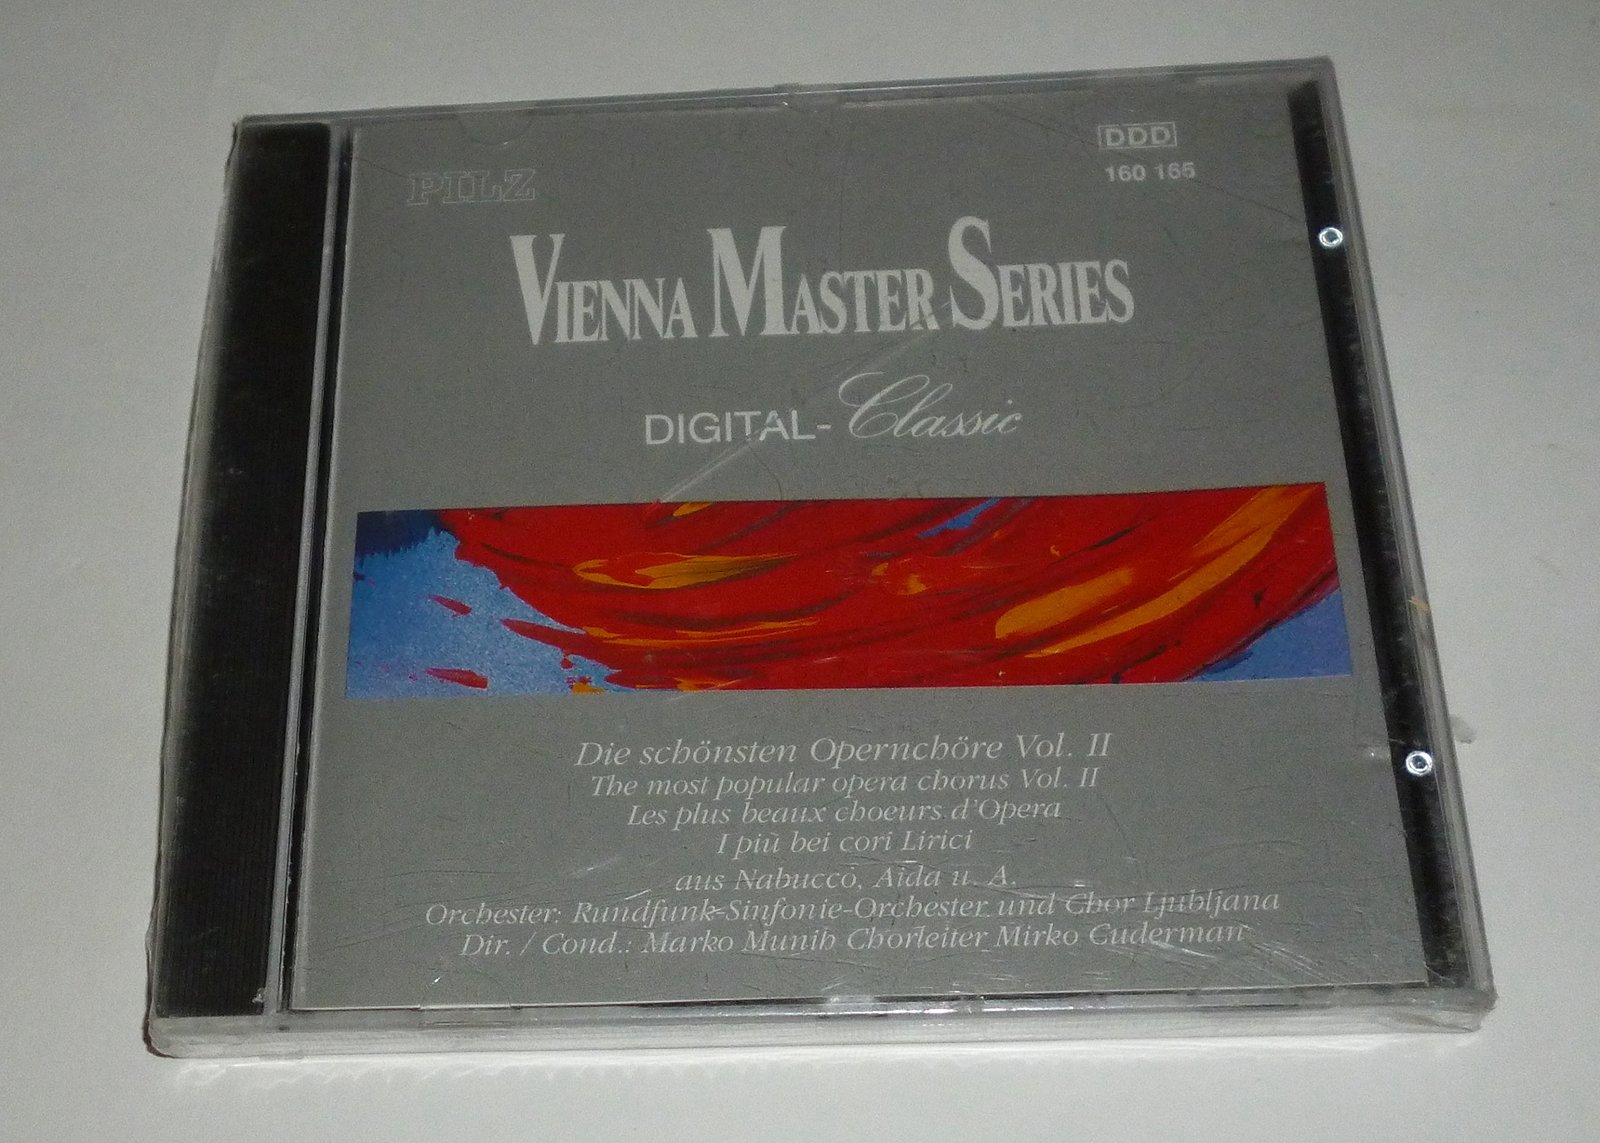 PILZ
DDD
160 165
VIENNA MASTER SERIES
DIGITAL-Classic
Die schönsten Opernchöre Vol. II
The most popular opera chorus Vol. II
Les plus beaux choeurs d'Opera
I più bei cori Lirici
aus Nabucco, Aida u. A.
Orchester: Rundfunk-Sinfonie-Orchester und Chor Ljubljana
Dir. / Cond.: Marko Munih Chorleiter Mirko Cuderman